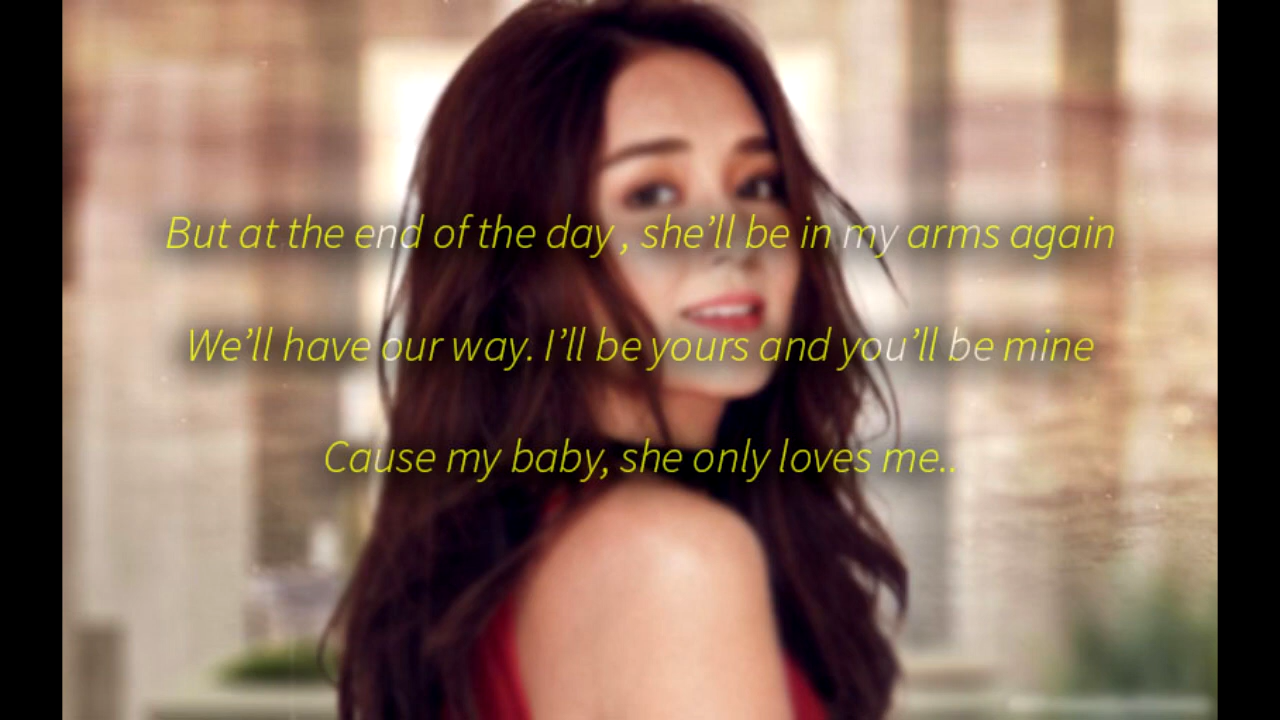 But at the end of the day , she’ll be in my arms again
We’ll have our way. I’ll be yours and you’ll be mine
Cause my baby, she only loves me..